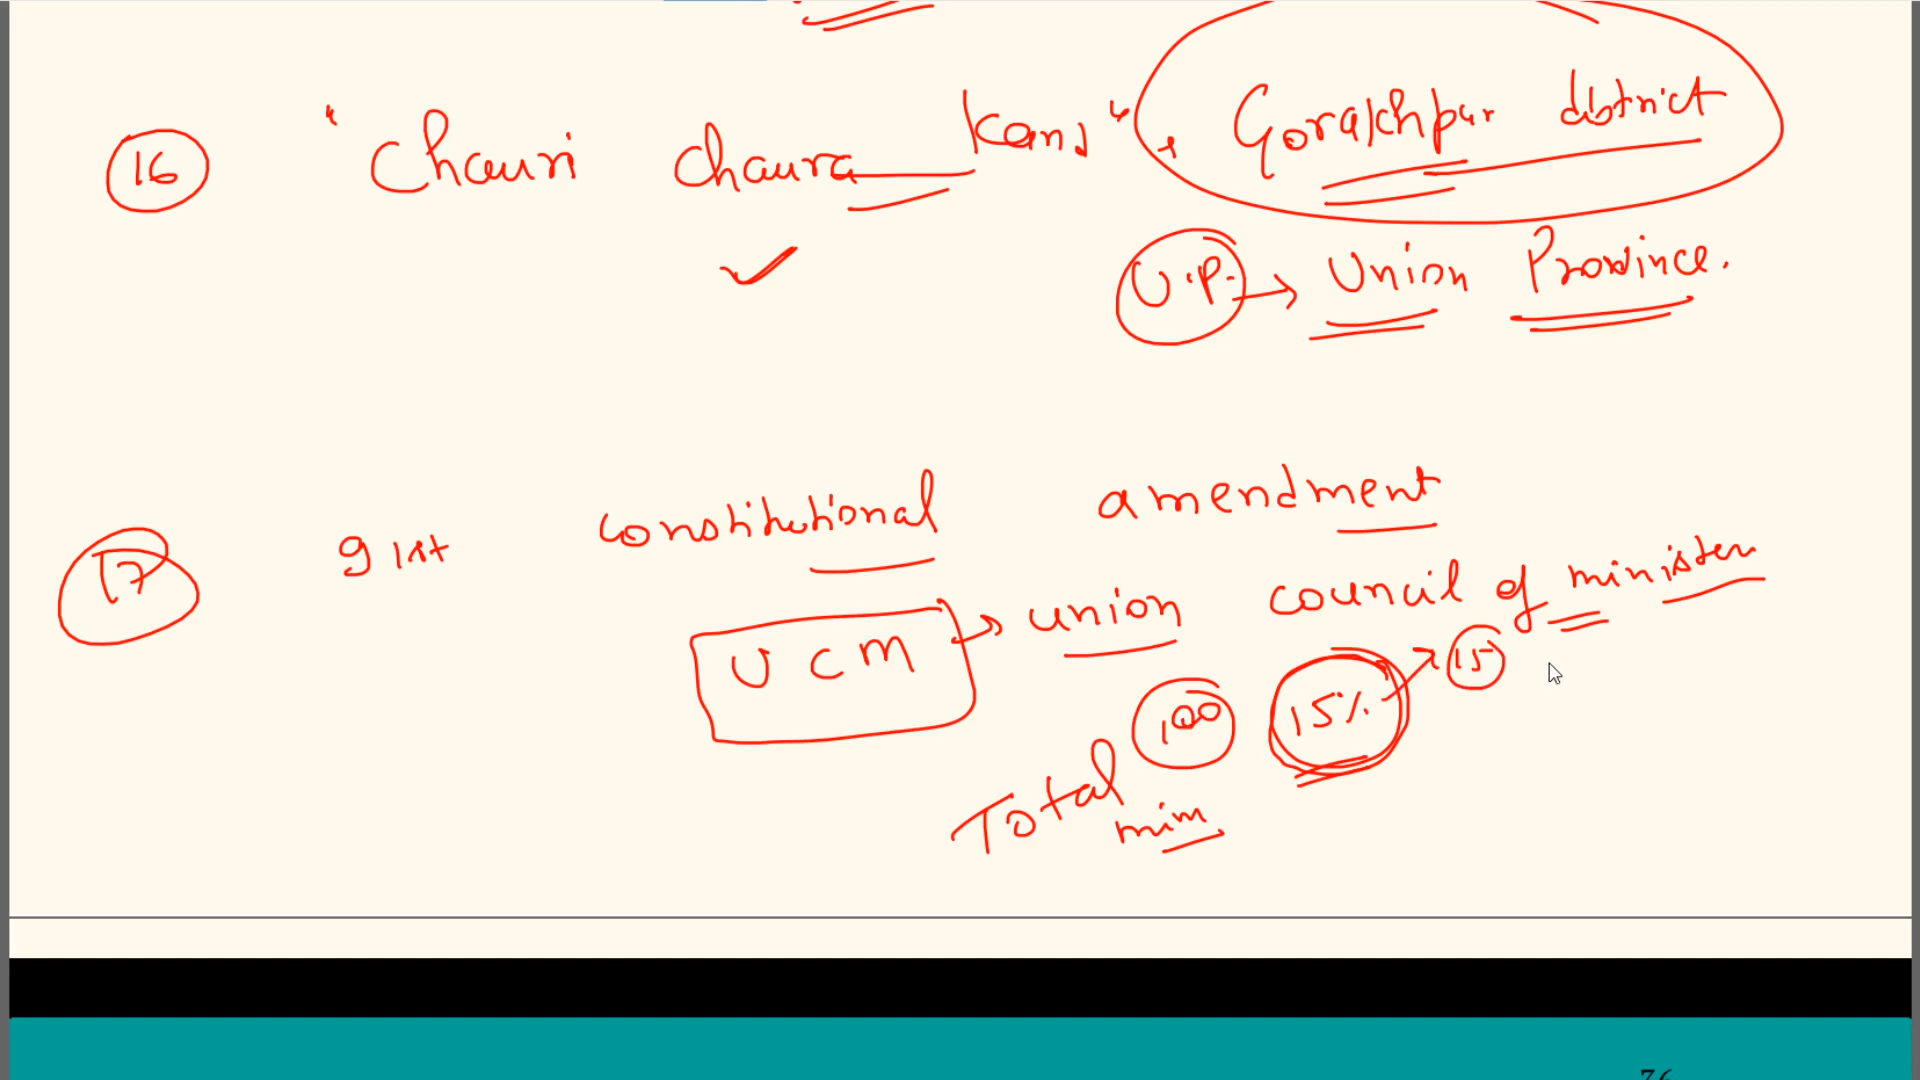 16 "Chauri Chaura Kand", Gorakhpur district
U.P. → Union Province.
17 91st constitutional amendment
UCM → union council of minister
Total min 100 15% → 15